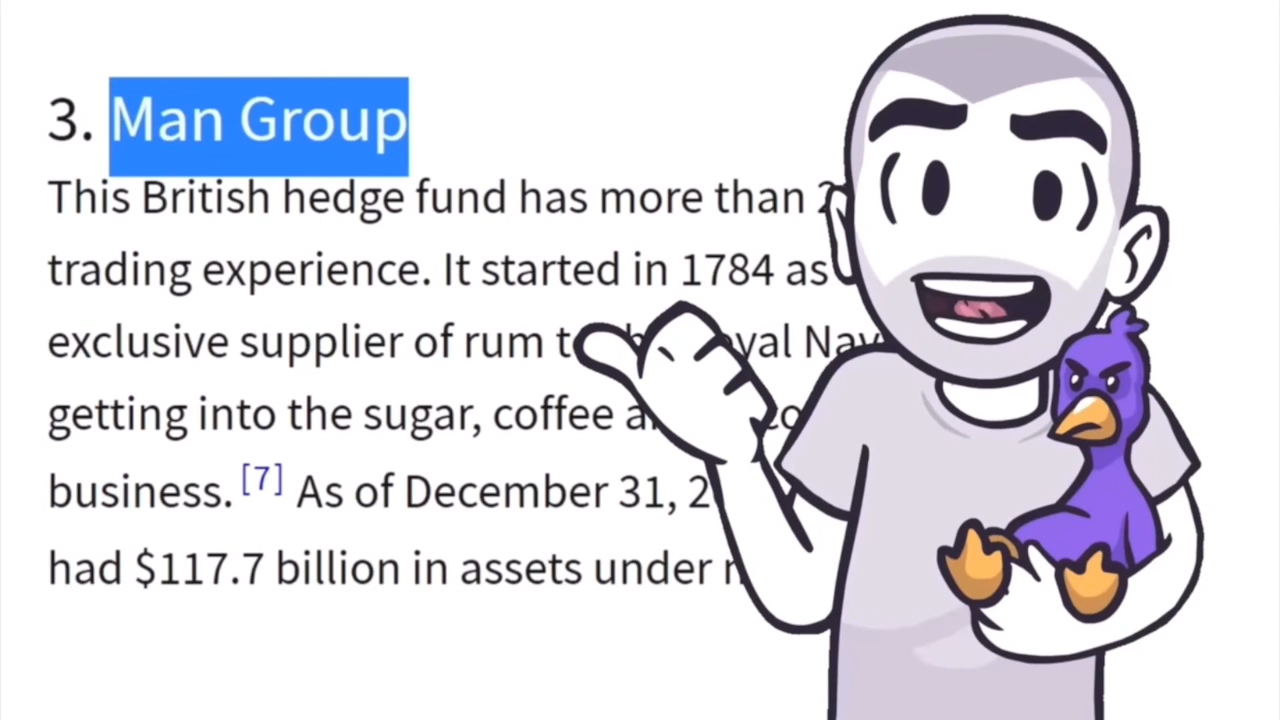 3. Man Group
This British hedge fund has more than
trading experience. It started in 1784 as
exclusive supplier of rum
getting into the sugar, coffee
business.[7] As of December 31,
had $117.7 billion in assets under